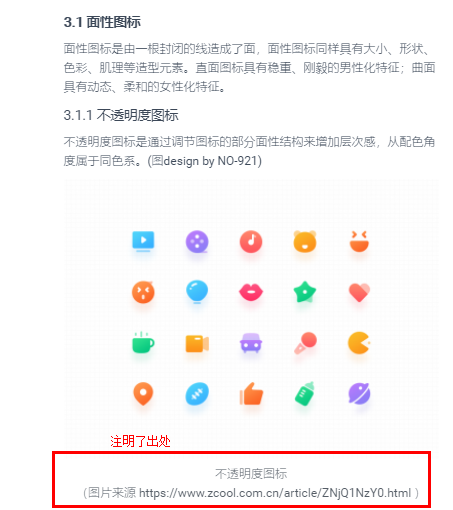 3.1 面性图标
面性图标是由一根封闭的线造成了面，面性图标同样具有大小、形状、
色彩、肌理等造型元素。直面图标具有稳重、刚毅的男性化特征；曲面
具有动态、柔和的女性化特征。
3.1.1 不透明度图标
不透明度图标是通过调节图标的部分面性结构来增加层次感，从配色角
度属于同色系。(图design by NO-921)
注明了出处
不透明度图标
（图片来源 https://www.zcool.com.cn/article/ZNjQ1NzY0.html ）